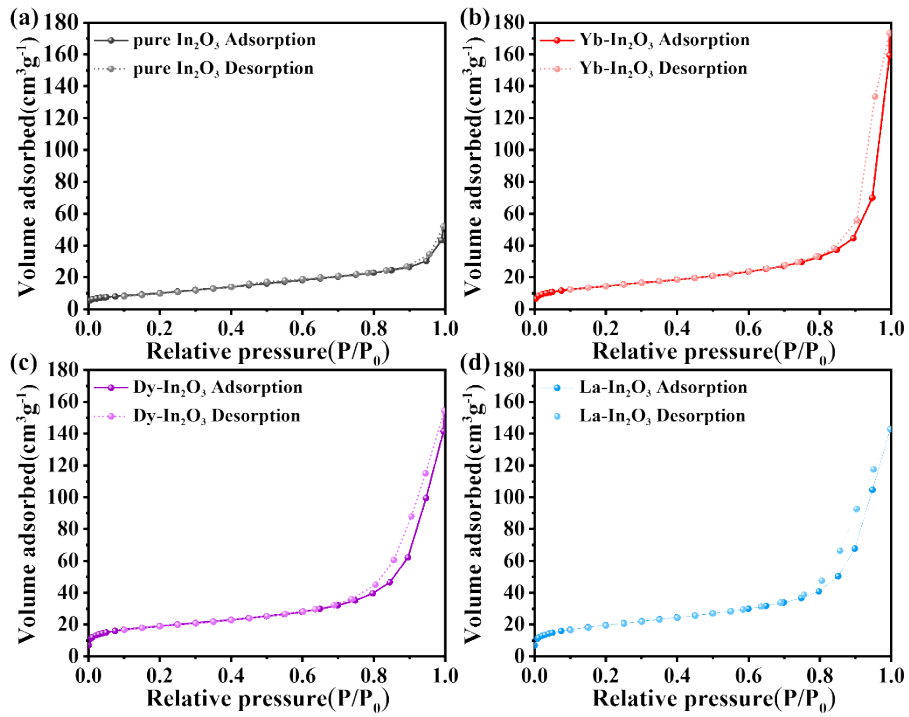 (a)
180
160
140
120
100
80
60
40
20
0
Volume adsorbed(cm³g⁻¹)
pure In₂O₃ Adsorption
pure In₂O₃ Desorption
0.0 0.2 0.4 0.6 0.8 1.0
Relative pressure(P/P₀)
(b)
180
160
140
120
100
80
60
40
20
0
Volume adsorbed(cm³g⁻¹)
Yb-In₂O₃ Adsorption
Yb-In₂O₃ Desorption
0.0 0.2 0.4 0.6 0.8 1.0
Relative pressure(P/P₀)
(c)
180
160
140
120
100
80
60
40
20
0
Volume adsorbed(cm³g⁻¹)
Dy-In₂O₃ Adsorption
Dy-In₂O₃ Desorption
0.0 0.2 0.4 0.6 0.8 1.0
Relative pressure(P/P₀)
(d)
180
160
140
120
100
80
60
40
20
0
Volume adsorbed(cm³g⁻¹)
La-In₂O₃ Adsorption
La-In₂O₃ Desorption
0.0 0.2 0.4 0.6 0.8 1.0
Relative pressure(P/P₀)